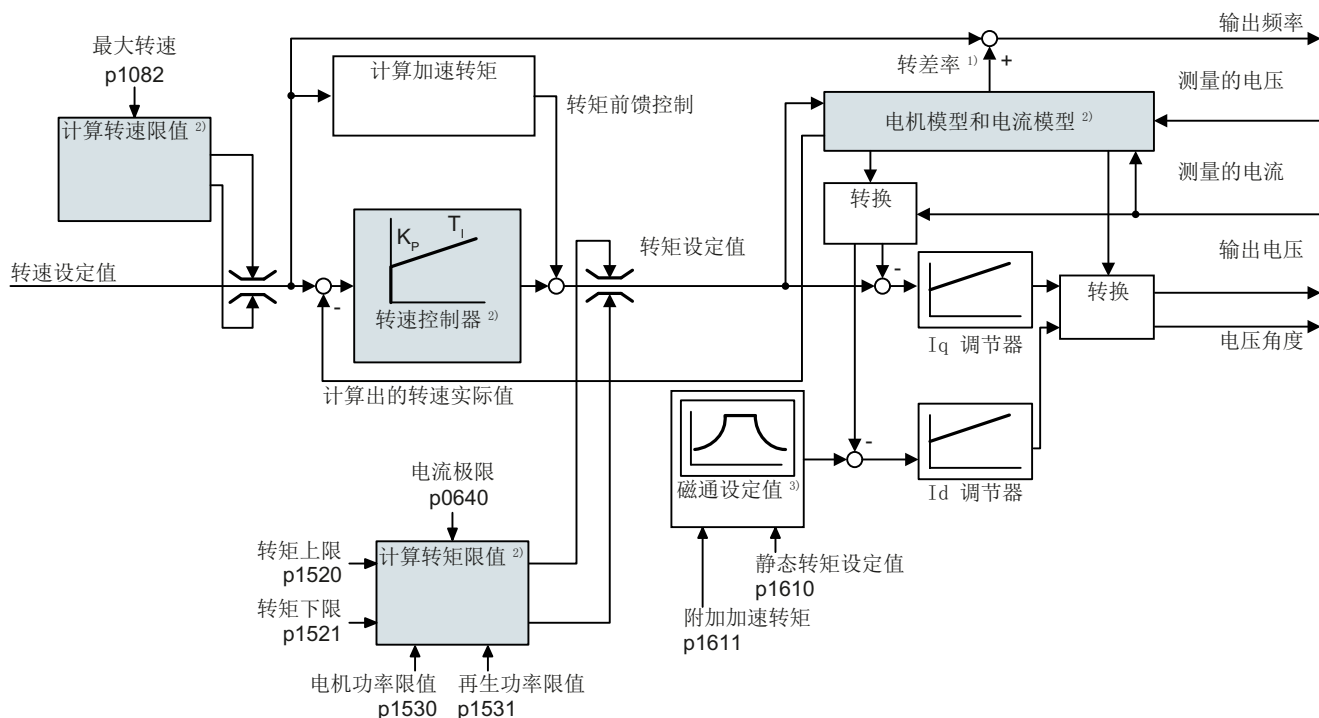 输出频率
最大转速
p1082
计算加速转矩
转差率 1)
+
测量的电压
转矩前馈控制
计算转速限值 2)
电机模型和电流模型 2)
测量的电流
转换
KP
TI
转矩设定值
输出电压
转速设定值
-
-
转换
转速控制器 2)
Iq 调节器
电压角度
计算出的转速实际值
-
电流极限
p0640
磁通设定值 3)
Id 调节器
转矩上限
p1520
计算转矩限值 2)
静态转矩设定值
p1610
转矩下限
p1521
附加加速转矩
p1611
电机功率限值
p1530
再生功率限值
p1531